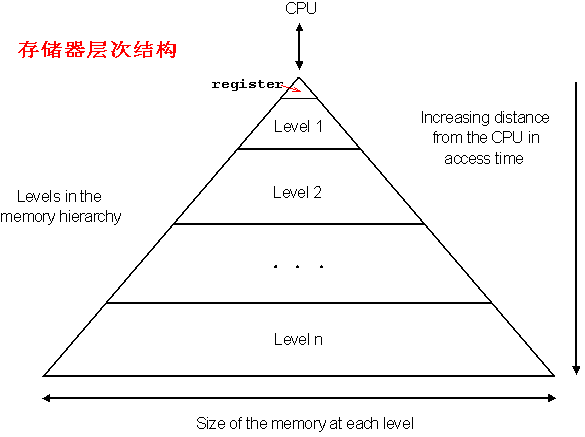 CPU
存储器层次结构
register
Level 1
Increasing distance
from the CPU in
access time
Levels in the
memory hierarchy
Level 2
. . .
Level n
Size of the memory at each level